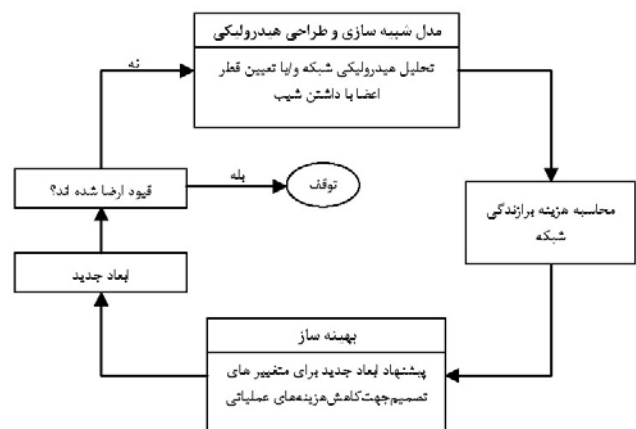 مدل شبیه سازی و طراحی هیدرولیکی
تحلیل هیدرولیکی شبکه و/یا تعیین قطر
اعضا با داشتن شیب
نه
بله
توقف
قیود ارضا شده اند؟
محاسبه هزینه برازندگی
شبکه
ابعاد جدید
بهینه ساز
پیشنهاد ابعاد جدید برای متغییر های
تصمیم‌جهت‌کاهش‌هزینه‌های عملیاتی